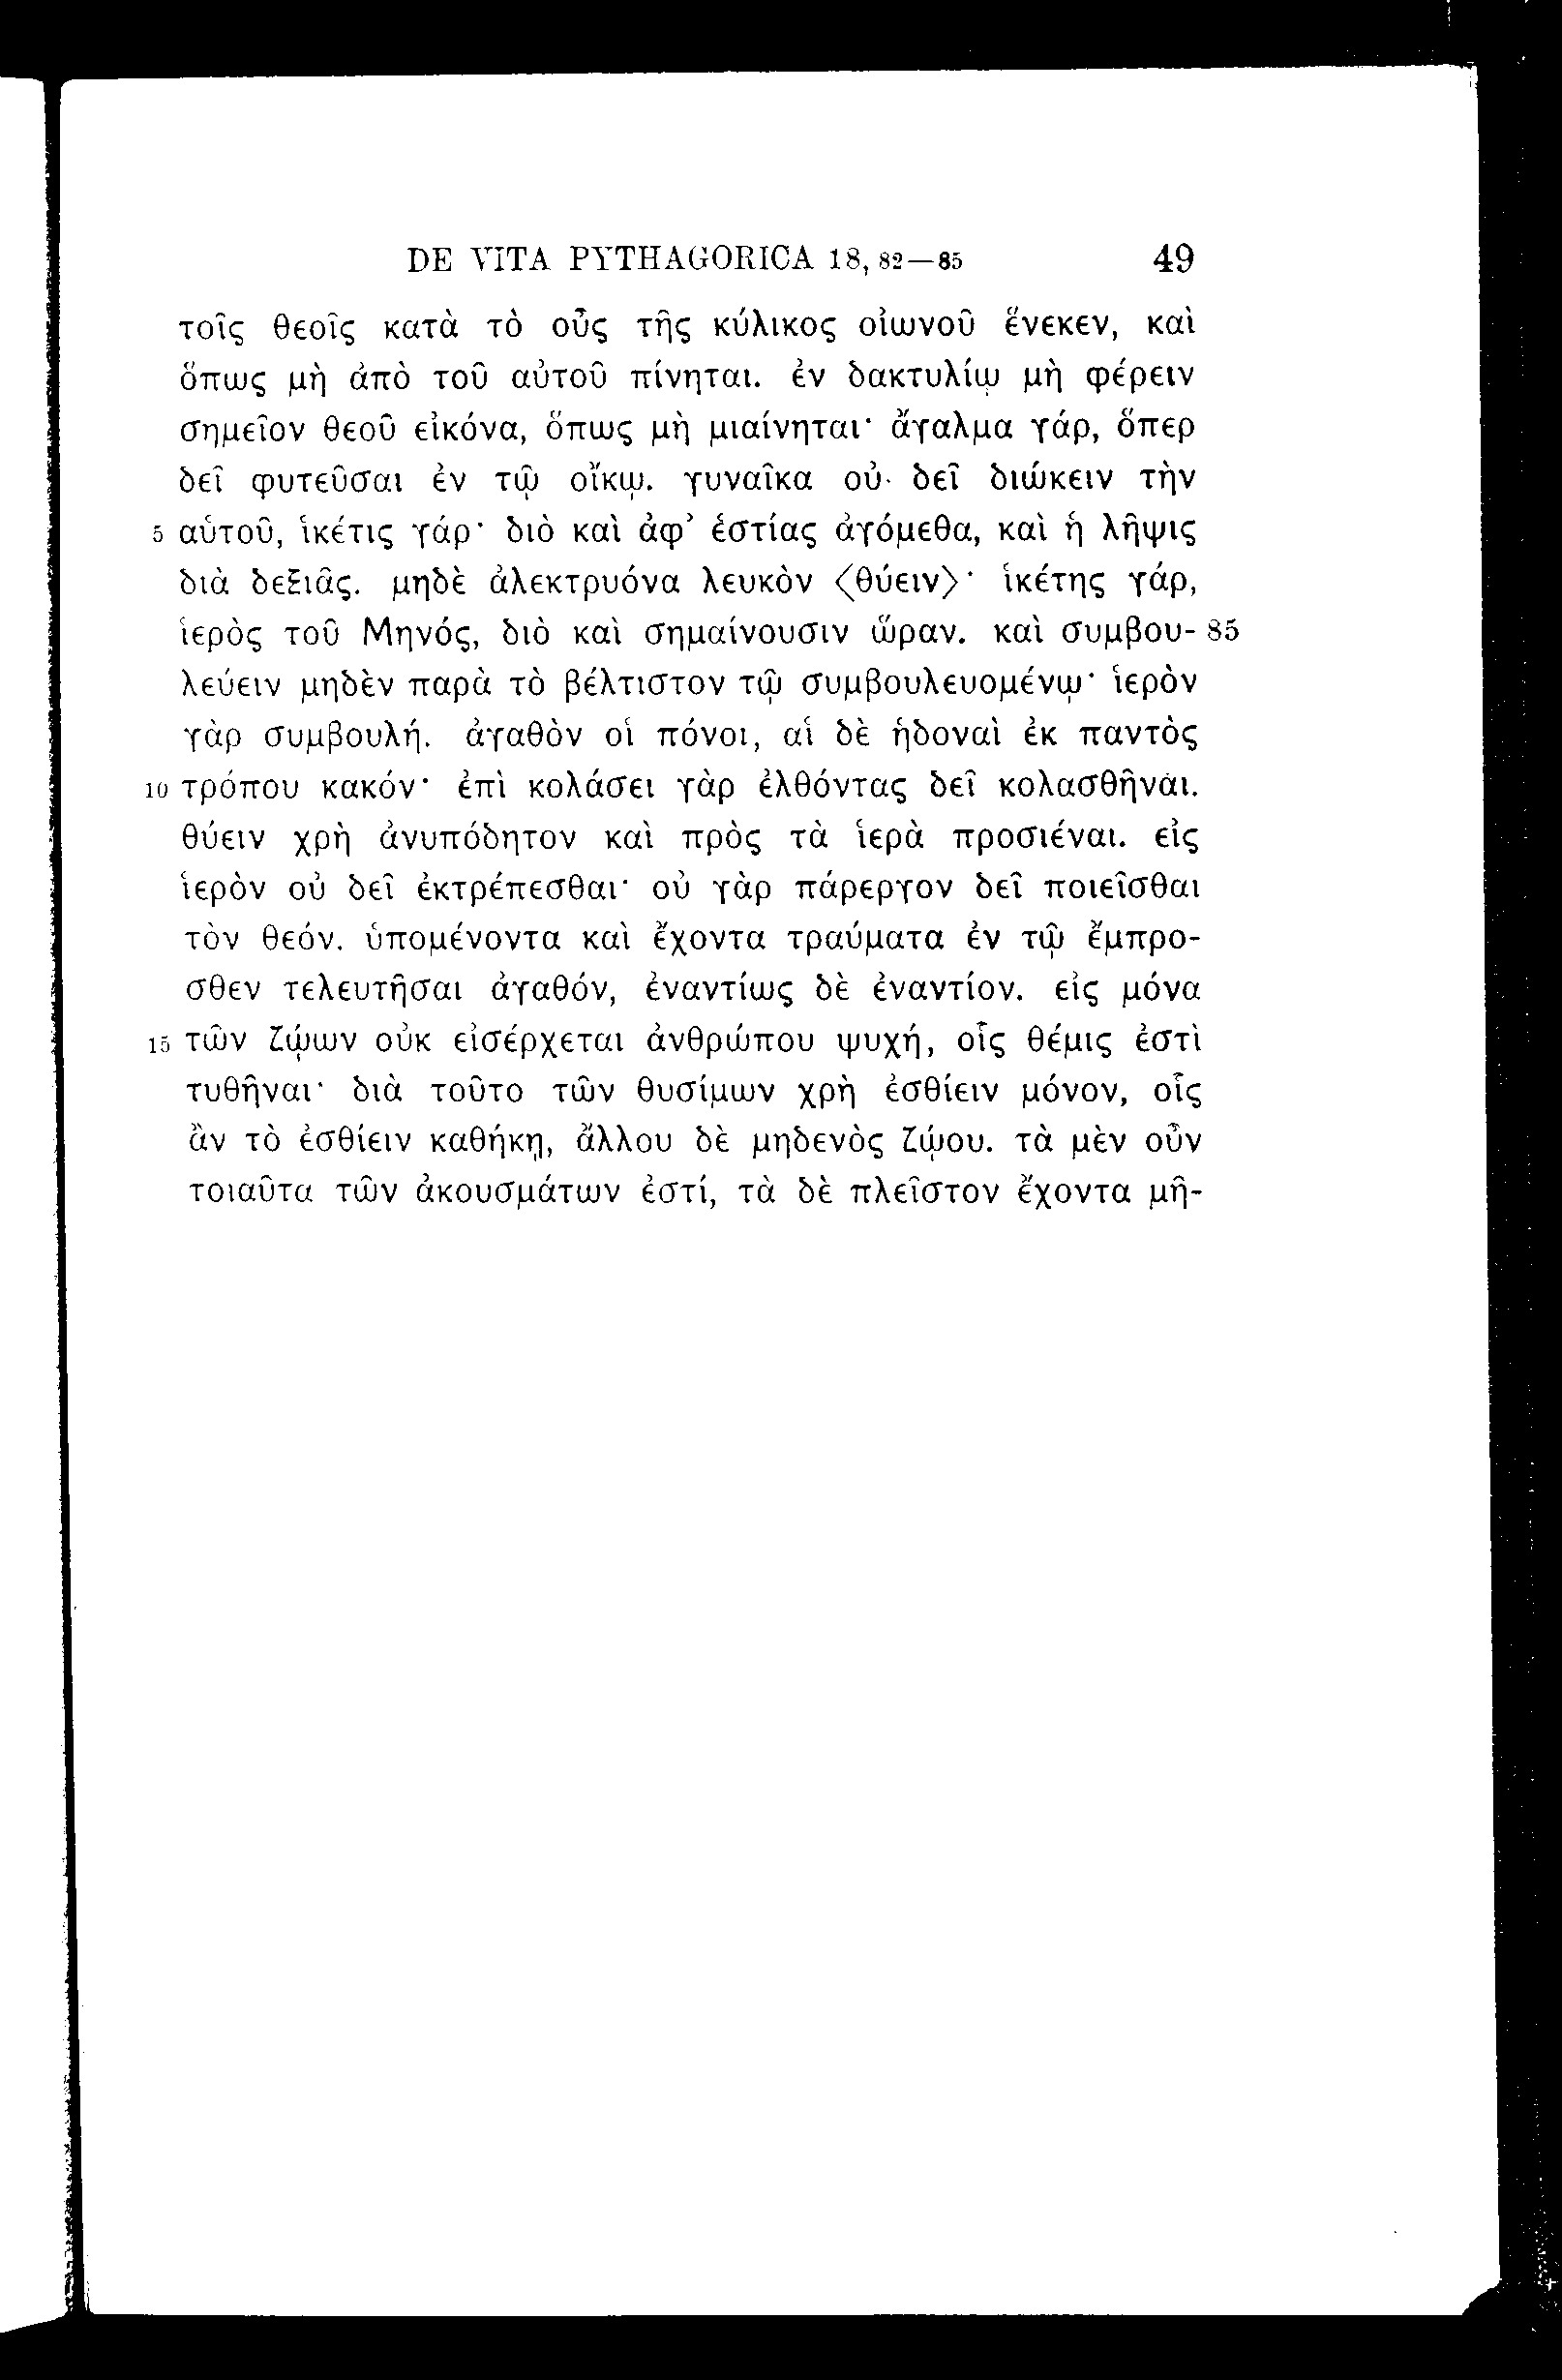 DE VITA PYTHAGORICA 18, 82—85 49
τοῖς θεοῖς κατὰ τὸ οὖς τῆς κύλικος οἰωνοῦ ἕνεκεν, καὶ
ὅπως μὴ ἀπὸ τοῦ αὐτοῦ πίνηται. ἐν δακτυλίῳ μὴ φέρειν
σημεῖον θεοῦ εἰκόνα, ὅπως μὴ μιαίνηται· ἄγαλμα γάρ, ὅπερ
δεῖ φυτεῦσαι ἐν τῷ οἴκῳ. γυναῖκα οὐ δεῖ διώκειν τὴν
5 αὑτοῦ, ἱκέτις γάρ· διὸ καὶ ἀφ’ ἑστίας ἀγόμεθα, καὶ ἡ λῆψις
διὰ δεξιᾶς. μηδὲ ἀλεκτρυόνα λευκὸν 〈θύειν〉· ἱκέτης γάρ,
ἱερὸς τοῦ Μηνός, διὸ καὶ σημαίνουσιν ὥραν. καὶ συμβου- 85
λεύειν μηδὲν παρὰ τὸ βέλτιστον τῷ συμβουλευομένῳ· ἱερὸν
γὰρ συμβουλή. ἀγαθὸν οἱ πόνοι, αἱ δὲ ἡδοναὶ ἐκ παντὸς
10 τρόπου κακόν· ἐπὶ κολάσει γὰρ ἐλθόντας δεῖ κολασθῆναι.
θύειν χρὴ ἀνυπόδητον καὶ πρὸς τὰ ἱερὰ προσιέναι. εἰς
ἱερὸν οὐ δεῖ ἐκτρέπεσθαι· οὐ γὰρ πάρεργον δεῖ ποιεῖσθαι
τὸν θεόν. ὑπομένοντα καὶ ἔχοντα τραύματα ἐν τῷ ἔμπρο-
σθεν τελευτῆσαι ἀγαθόν, ἐναντίως δὲ ἐναντίον. εἰς μόνα
15 τῶν ζῴων οὐκ εἰσέρχεται ἀνθρώπου ψυχή, οἷς θέμις ἐστὶ
τυθῆναι· διὰ τοῦτο τῶν θυσίμων χρὴ ἐσθίειν μόνον, οἷς
ἂν τὸ ἐσθίειν καθήκῃ, ἄλλου δὲ μηδενὸς ζῴου. τὰ μὲν οὖν
τοιαῦτα τῶν ἀκουσμάτων ἐστί, τὰ δὲ πλεῖστον ἔχοντα μῆ-